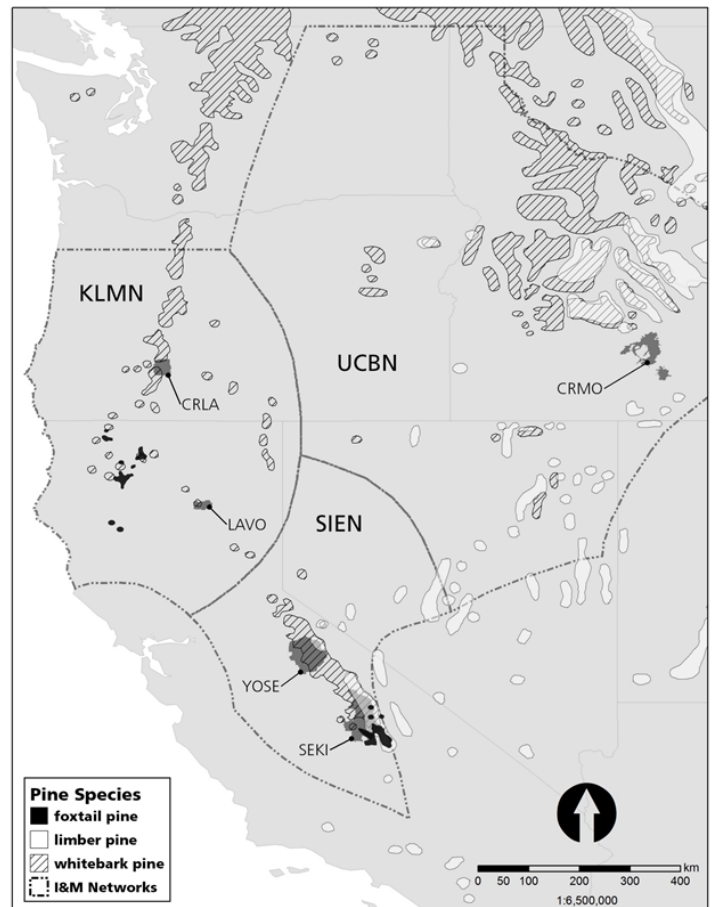 KLMN
UCBN
CRMO
CRLA
LAVO
SIEN
YOSE
SEKI
Pine Species
foxtail pine
limber pine
whitebark pine
I&M Networks
km
0 50 100 200 300 400
1:6,500,000